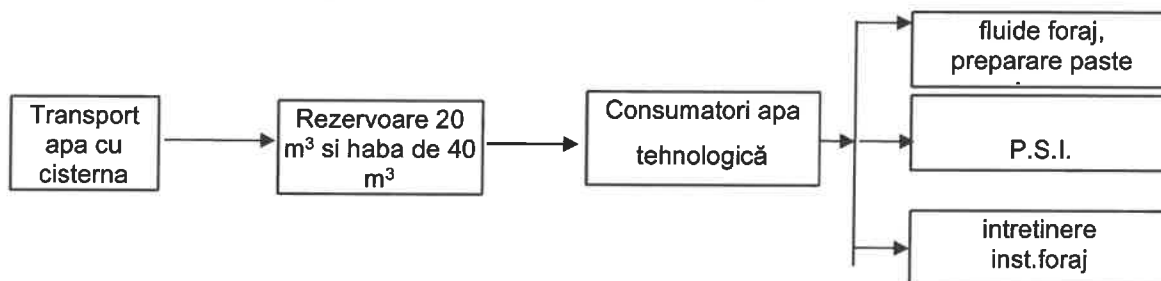 Transport
apa cu
cisterna
Rezervoare 20
m³ si haba de 40
m³
Consumatori apa
tehnologică
fluide foraj,
preparare paste
P.S.I.
intretinere
inst.foraj